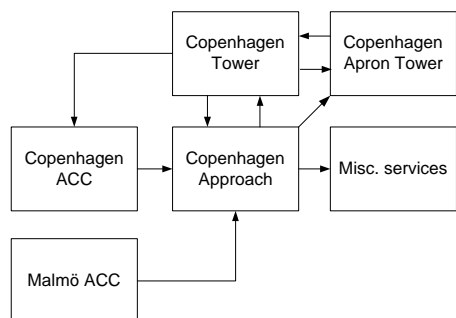 Copenhagen
Tower
Copenhagen
Apron Tower
Copenhagen
ACC
Copenhagen
Approach
Misc. services
Malmö ACC